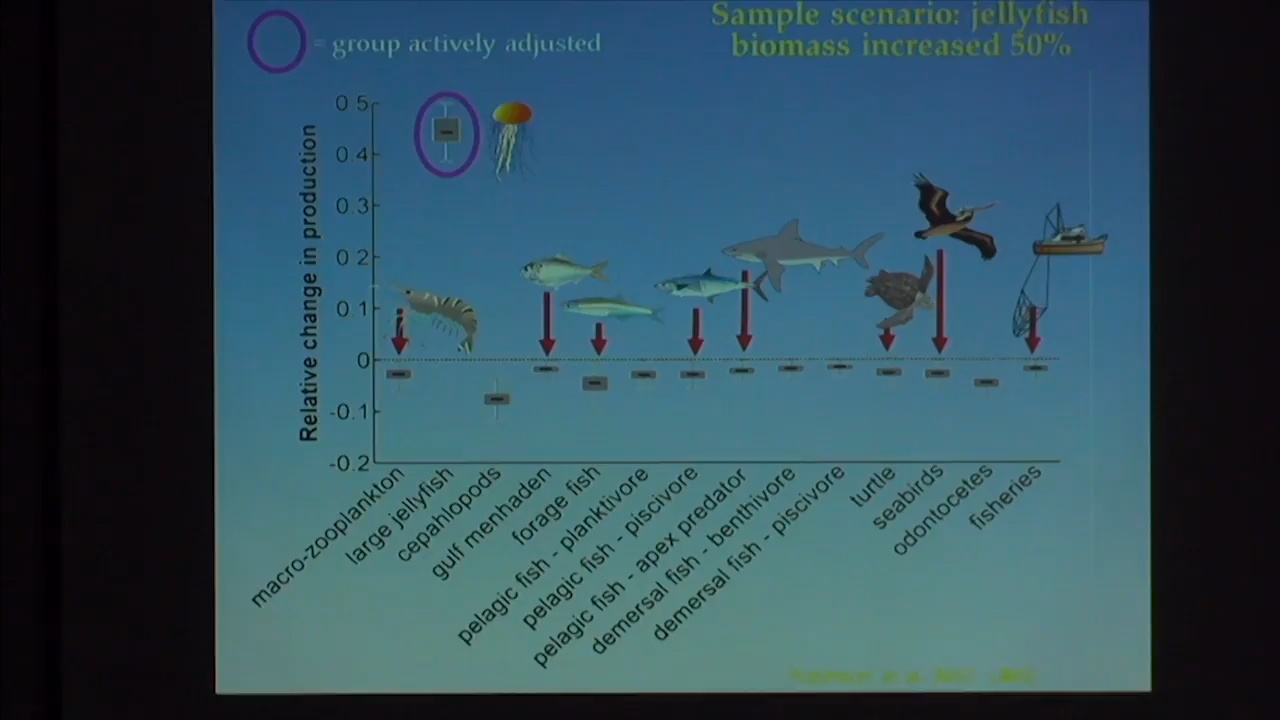 = group actively adjusted
Sample scenario: jellyfish
biomass increased 50%
Relative change in production
0 5
0.4
0.3
0 2
0.1
0
-0.1
-0.2
macro-zooplankton
large jellyfish
cepahlopods
gulf menhaden
forage fish
pelagic fish - planktivore
pelagic fish - piscivore
pelagic fish - apex predator
demersal fish - benthivore
demersal fish - piscivore
turtle
seabirds
odontocetes
fisheries